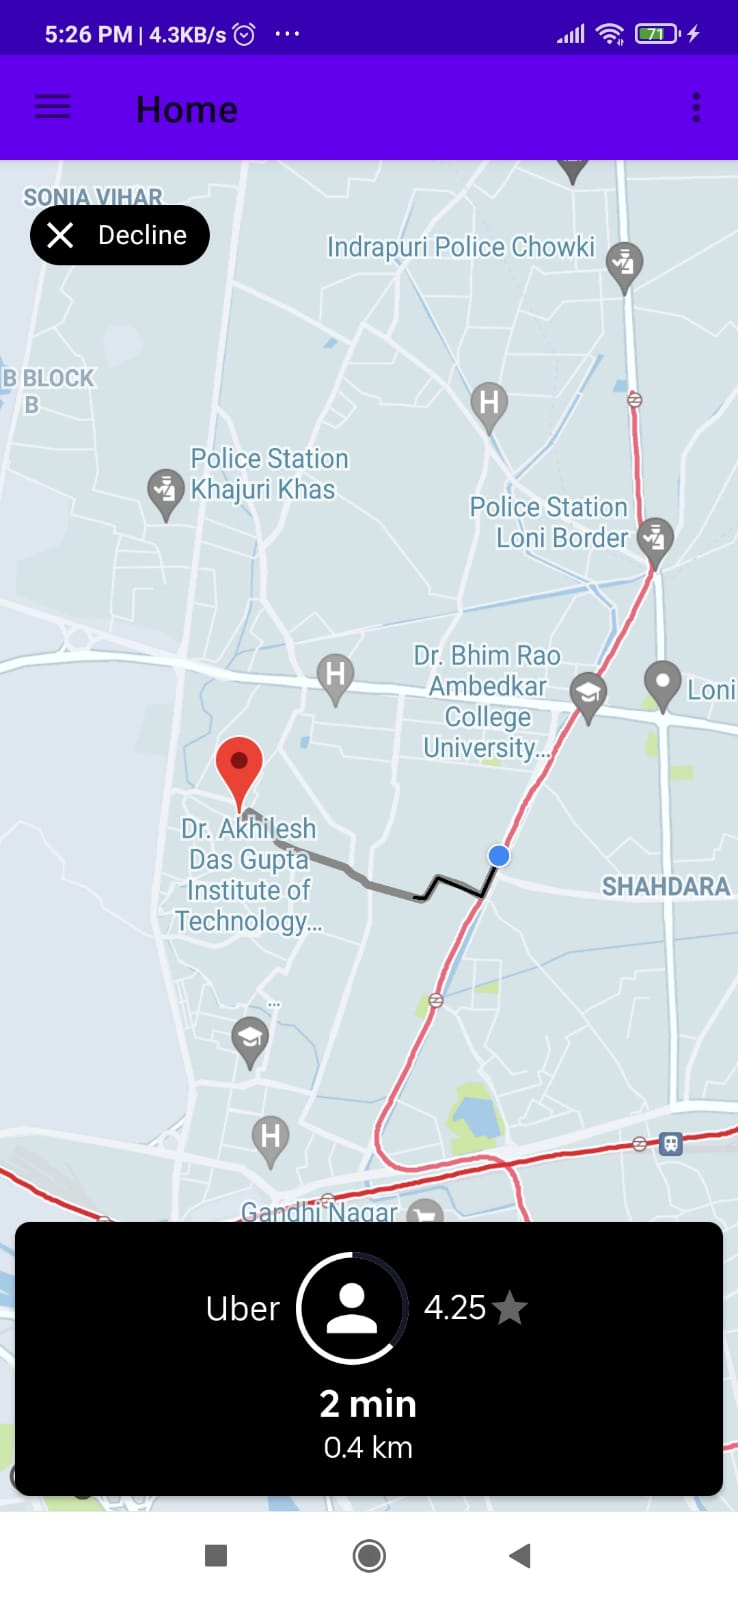 5:26 PM | 4.3KB/s ...
71
Home
SONIA VIHAR
Decline
Indrapuri Police Chowki
B BLOCK
B
H
Police Station
Khajuri Khas
Police Station
Loni Border
H
Dr. Bhim Rao
Ambedkar
College
University...
Loni
Dr. Akhilesh
Das Gupta
Institute of
Technology...
SHAHDARA
...
H
Gandhi Nagar
Uber
4.25
2 min
0.4 km